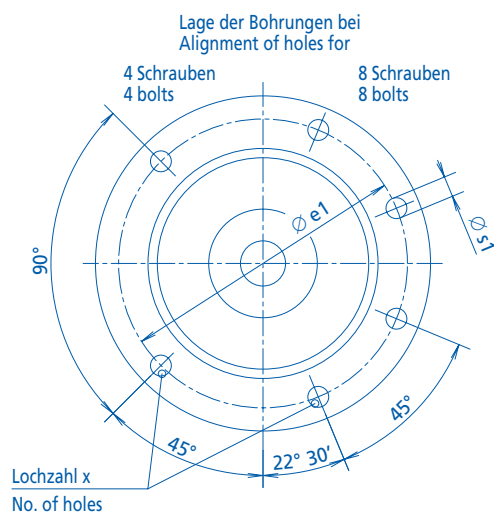 Lage der Bohrungen bei
Alignment of holes for
4 Schrauben
4 bolts
8 Schrauben
8 bolts
Ø e1
Ø s1
90°
45°
45°
22° 30‘
Lochzahl x
No. of holes